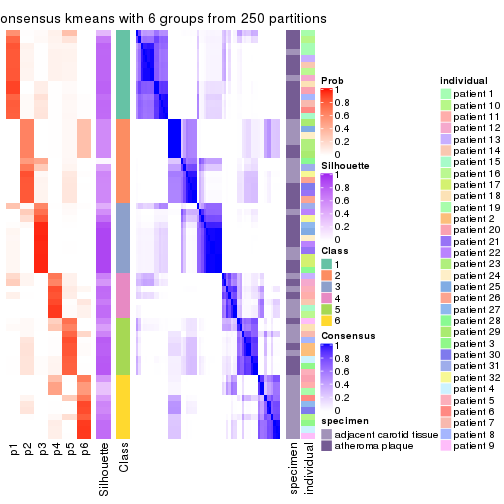 onsensus kmeans with 6 groups from 250 partitions
p1
p2
p3
p4
p5
p6
Silhouette
Class
specimen
individual
Prob
1
0.8
0.6
0.4
0.2
0
Silhouette
1
0.8
0.6
0.4
0.2
0
Class
1
2
3
4
5
6
Consensus
1
0.8
0.6
0.4
0.2
0
specimen
adjacent carotid tissue
atheroma plaque
individual
patient 1
patient 10
patient 11
patient 12
patient 13
patient 14
patient 15
patient 16
patient 17
patient 18
patient 19
patient 2
patient 20
patient 21
patient 22
patient 23
patient 24
patient 25
patient 26
patient 27
patient 28
patient 29
patient 3
patient 30
patient 31
patient 32
patient 4
patient 5
patient 6
patient 7
patient 8
patient 9